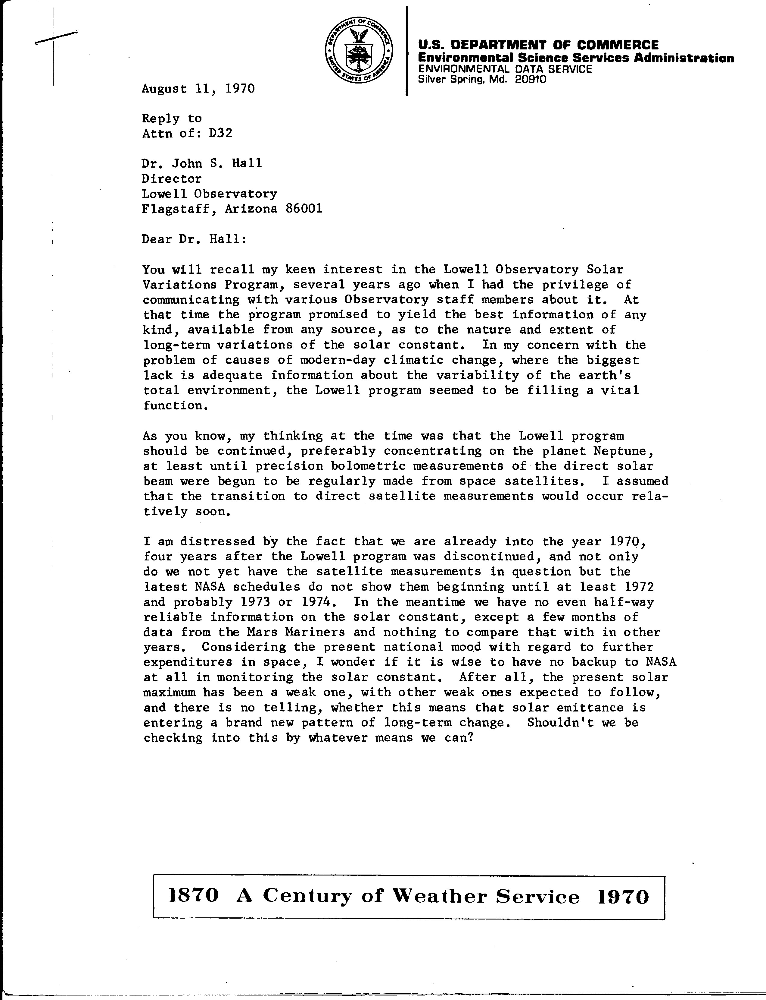 DEPARTMENT OF COMMERCE
UNITED STATES OF AMERICA
U.S. DEPARTMENT OF COMMERCE
Environmental Science Services Administration
ENVIRONMENTAL DATA SERVICE
Silver Spring, Md. 20910
August 11, 1970
Reply to
Attn of: D32
Dr. John S. Hall
Director
Lowell Observatory
Flagstaff, Arizona 86001
Dear Dr. Hall:
You will recall my keen interest in the Lowell Observatory Solar
Variations Program, several years ago when I had the privilege of
communicating with various Observatory staff members about it. At
that time the program promised to yield the best information of any
kind, available from any source, as to the nature and extent of
long-term variations of the solar constant. In my concern with the
problem of causes of modern-day climatic change, where the biggest
lack is adequate information about the variability of the earth's
total environment, the Lowell program seemed to be filling a vital
function.
As you know, my thinking at the time was that the Lowell program
should be continued, preferably concentrating on the planet Neptune,
at least until precision bolometric measurements of the direct solar
beam were begun to be regularly made from space satellites. I assumed
that the transition to direct satellite measurements would occur rela-
tively soon.
I am distressed by the fact that we are already into the year 1970,
four years after the Lowell program was discontinued, and not only
do we not yet have the satellite measurements in question but the
latest NASA schedules do not show them beginning until at least 1972
and probably 1973 or 1974. In the meantime we have no even half-way
reliable information on the solar constant, except a few months of
data from the Mars Mariners and nothing to compare that with in other
years. Considering the present national mood with regard to further
expenditures in space, I wonder if it is wise to have no backup to NASA
at all in monitoring the solar constant. After all, the present solar
maximum has been a weak one, with other weak ones expected to follow,
and there is no telling, whether this means that solar emittance is
entering a brand new pattern of long-term change. Shouldn't we be
checking into this by whatever means we can?
1870 A Century of Weather Service 1970